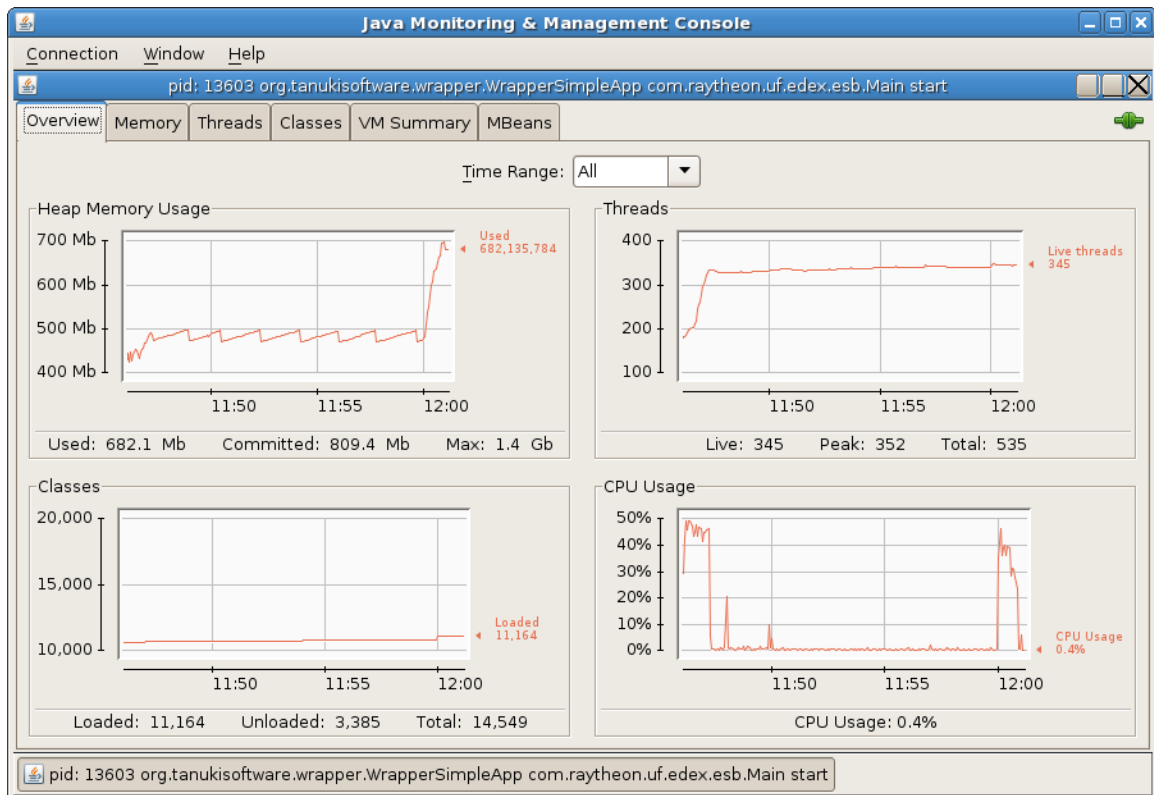 Java Monitoring & Management Console
Connection Window Help
pid: 13603 org.tanukisoftware.wrapper.WrapperSimpleApp com.raytheon.uf.edex.esb.Main start
Overview Memory Threads Classes VM Summary MBeans
Time Range: All
Heap Memory Usage
700 Mb
600 Mb
500 Mb
400 Mb
Used
682,135,784
11:50 11:55 12:00
Used: 682.1 Mb Committed: 809.4 Mb Max: 1.4 Gb
Threads
400
300
200
100
Live threads
345
11:50 11:55 12:00
Live: 345 Peak: 352 Total: 535
Classes
20,000
15,000
10,000
Loaded
11,164
11:50 11:55 12:00
Loaded: 11,164 Unloaded: 3,385 Total: 14,549
CPU Usage
50%
40%
30%
20%
10%
0%
CPU Usage
0.4%
11:50 11:55 12:00
CPU Usage: 0.4%
pid: 13603 org.tanukisoftware.wrapper.WrapperSimpleApp com.raytheon.uf.edex.esb.Main start